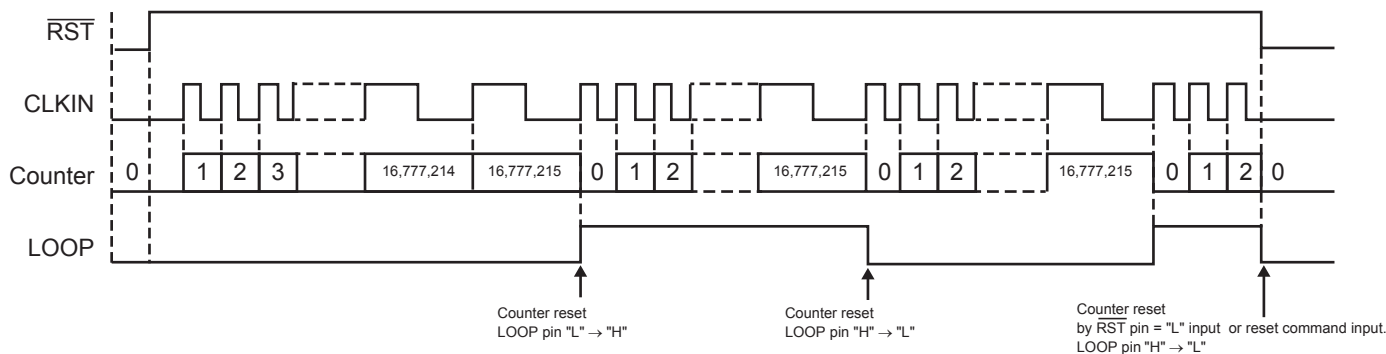 RST
CLKIN
Counter 0 1 2 3 16,777,214 16,777,215 0 1 2 16,777,215 0 1 2 16,777,215 0 1 2 0
LOOP
Counter reset
LOOP pin "L" → "H"
Counter reset
LOOP pin "H" → "L"
Counter reset
by RST pin = "L" input or reset command input.
LOOP pin "H" → "L"